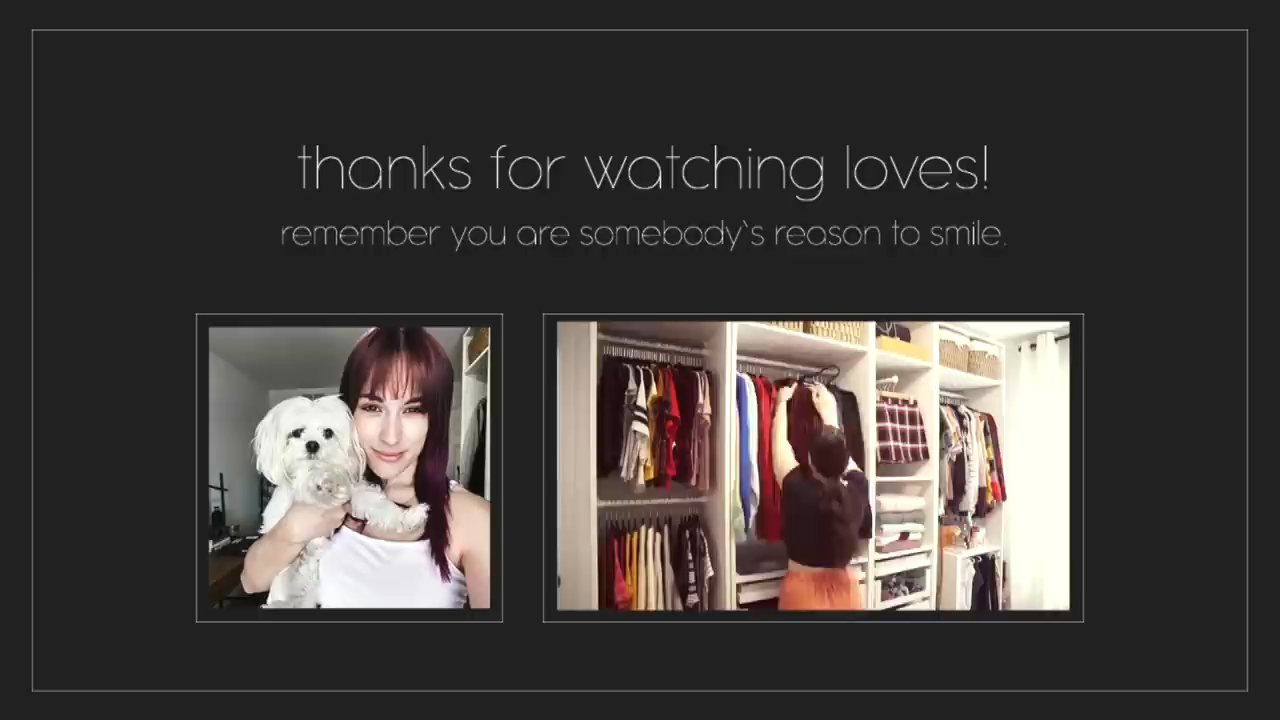 thanks for watching loves!
remember you are somebody`s reason to smile.